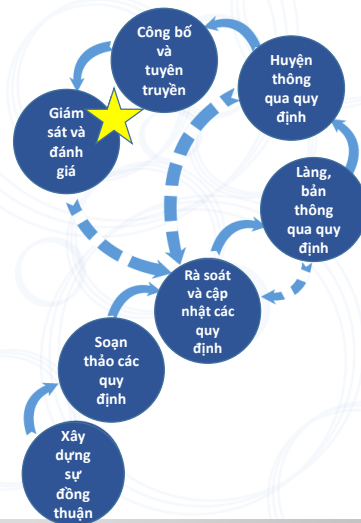 Công bố
và
tuyên
truyền
Huyện
thông
qua quy
định
Giám
sát và
đánh
giá
Làng,
bản
thông
qua quy
định
Rà soát
và cập
nhật các
quy
định
Soạn
thảo các
quy
định
Xây
dựng
sự
đồng
thuận